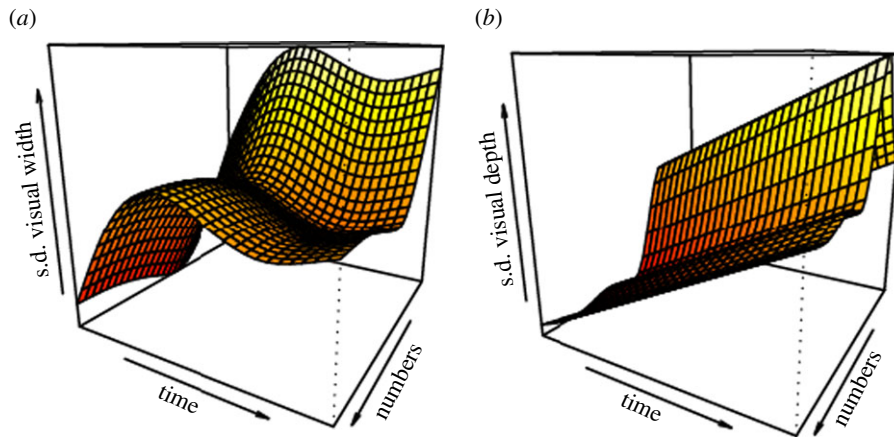 (a)
s.d. visual width
time
numbers
(b)
s.d. visual depth
time
numbers